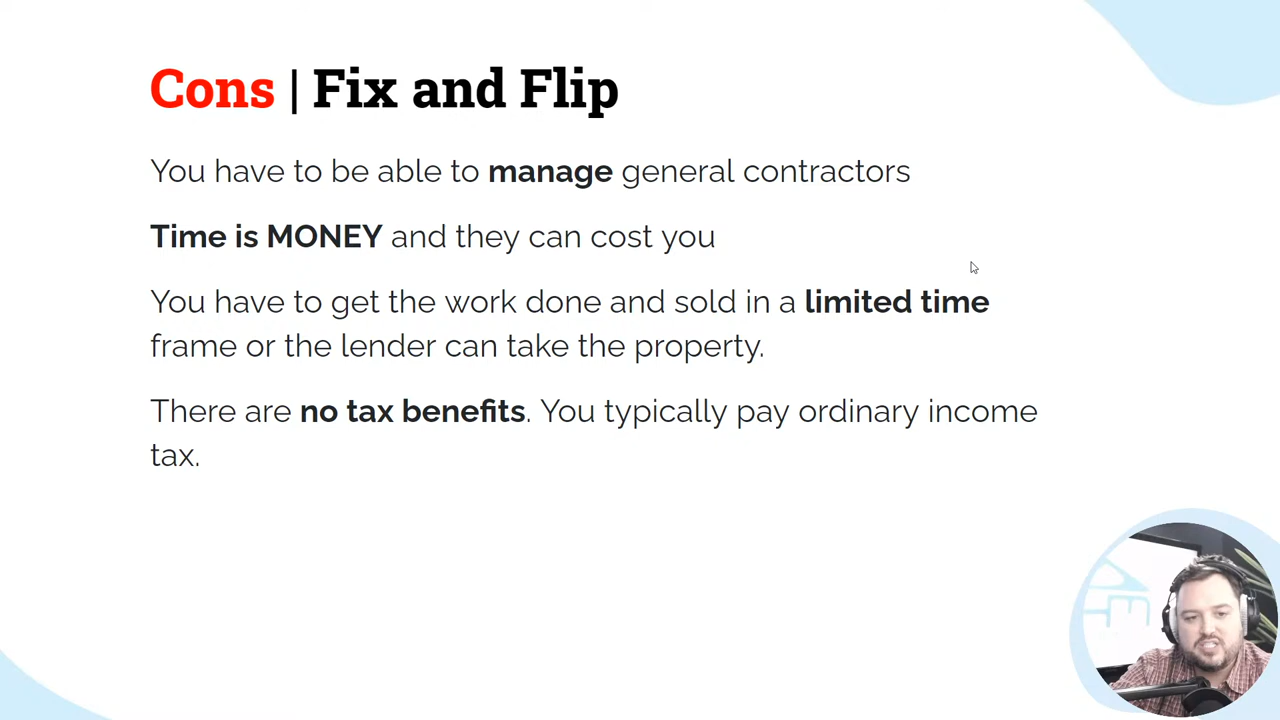 Cons | Fix and Flip
You have to be able to manage general contractors
Time is MONEY and they can cost you
You have to get the work done and sold in a limited time
frame or the lender can take the property.
There are no tax benefits. You typically pay ordinary income
tax.